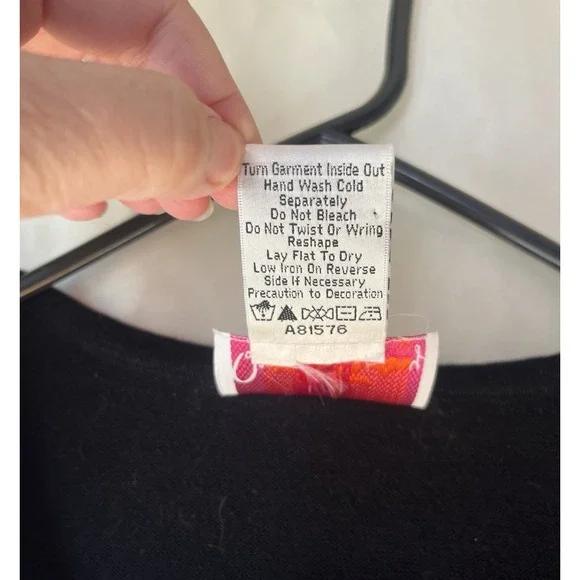 Turn Garment Inside Out
Hand Wash Cold
Separately
Do Not Bleach
Do Not Twist Or Wring
Reshape
Lay Flat To Dry
Low Iron On Reverse
Side If Necessary
Precaution to Decoration
A81576